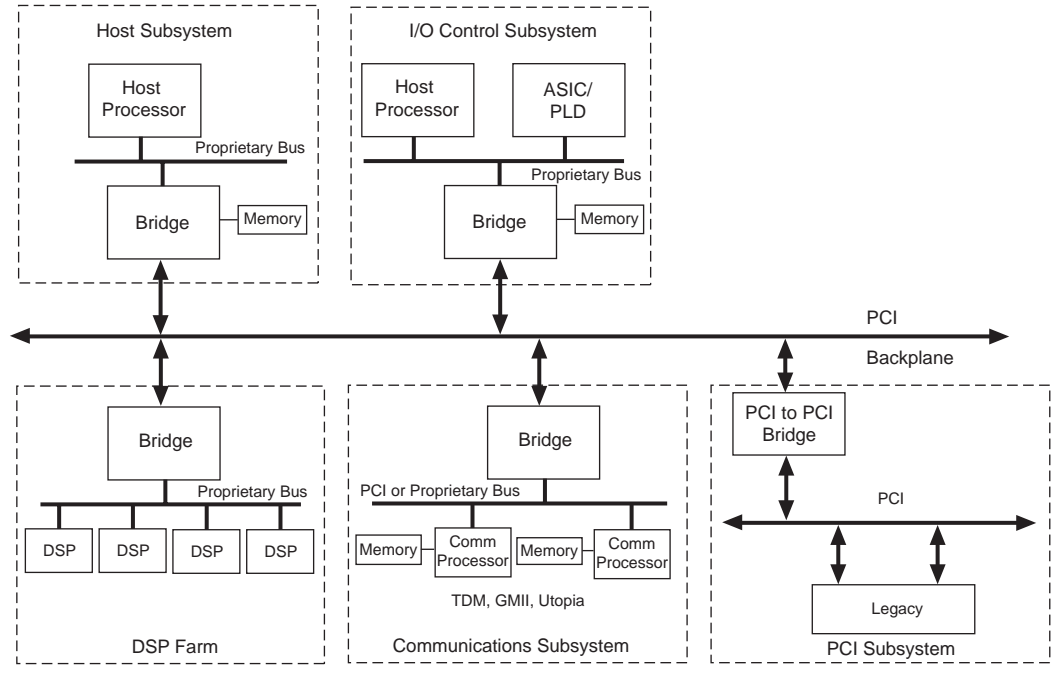 Host Subsystem
Host
Processor
Proprietary Bus
Bridge
Memory
I/O Control Subsystem
Host
Processor
ASIC/
PLD
Proprietary Bus
Bridge
Memory
PCI
Backplane
Bridge
Proprietary Bus
DSP
DSP
DSP
DSP
DSP Farm
Bridge
PCI or Proprietary Bus
Memory
Comm
Processor
Memory
Comm
Processor
TDM, GMII, Utopia
Communications Subsystem
PCI to PCI
Bridge
PCI
Legacy
PCI Subsystem